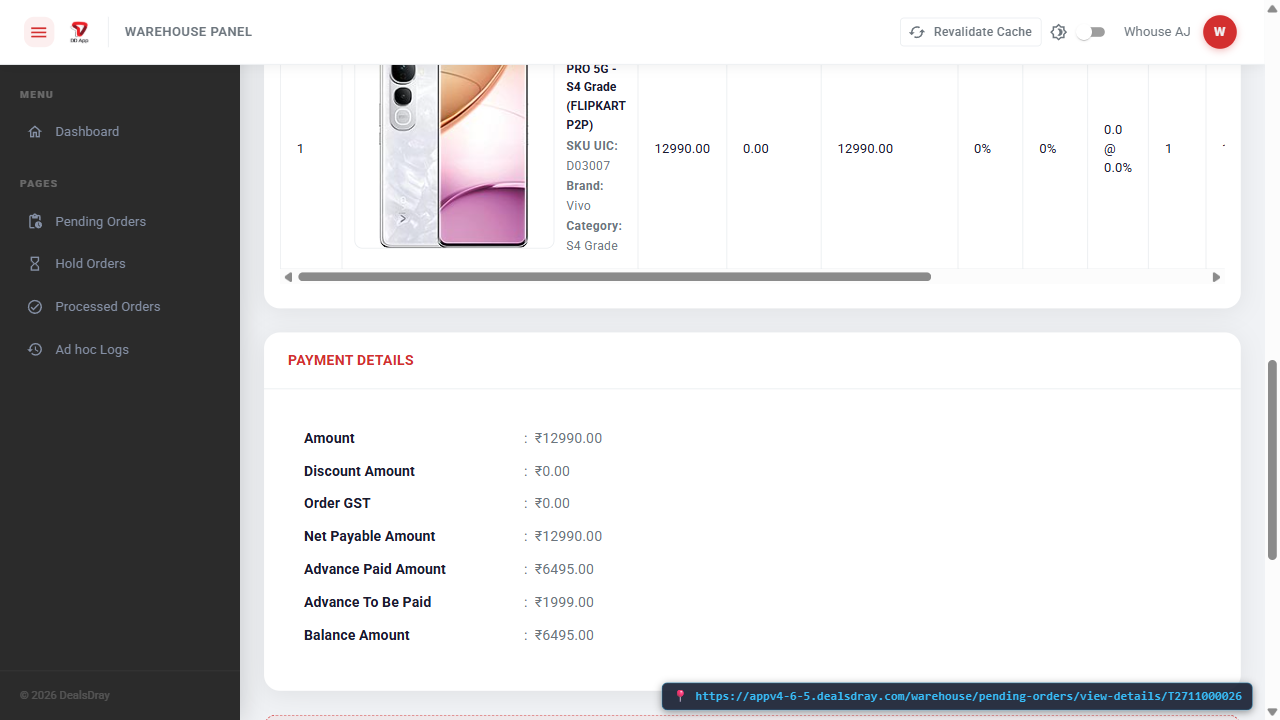 DD App
WAREHOUSE PANEL
Revalidate Cache
Whouse AJ
W
MENU
Dashboard
PAGES
Pending Orders
Hold Orders
Processed Orders
Ad hoc Logs
© 2026 DealsDray
1
PRO 5G -
S4 Grade
(FLIPKART
P2P)
SKU UIC:
D03007
Brand:
Vivo
Category:
S4 Grade
12990.00
0.00
12990.00
0%
0%
0.0
@
0.0%
1
PAYMENT DETAILS
Amount : ₹12990.00
Discount Amount : ₹0.00
Order GST : ₹0.00
Net Payable Amount : ₹12990.00
Advance Paid Amount : ₹6495.00
Advance To Be Paid : ₹1999.00
Balance Amount : ₹6495.00
https://appv4-6-5.dealsdray.com/warehouse/pending-orders/view-details/T2711000026